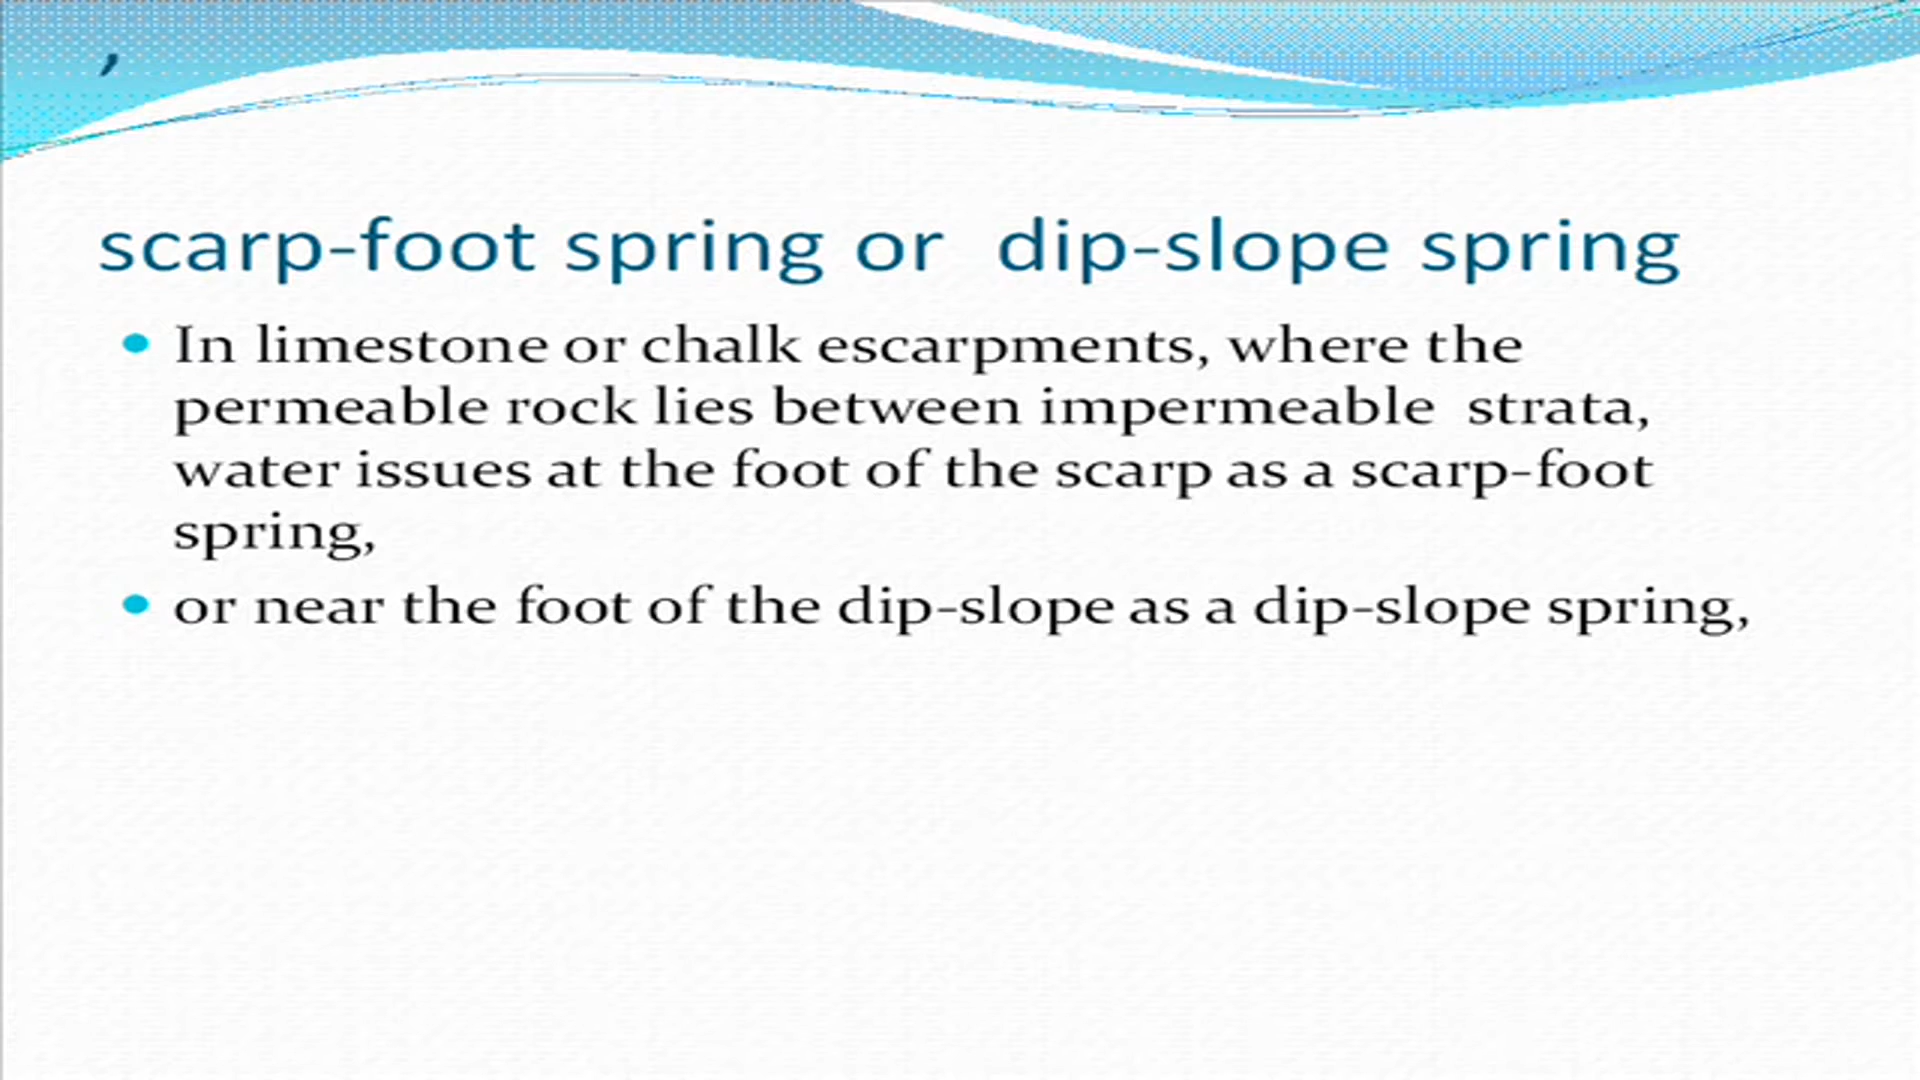 ,
scarp-foot spring or dip-slope spring
In limestone or chalk escarpments, where the
permeable rock lies between impermeable strata,
water issues at the foot of the scarp as a scarp-foot
spring,
or near the foot of the dip-slope as a dip-slope spring,